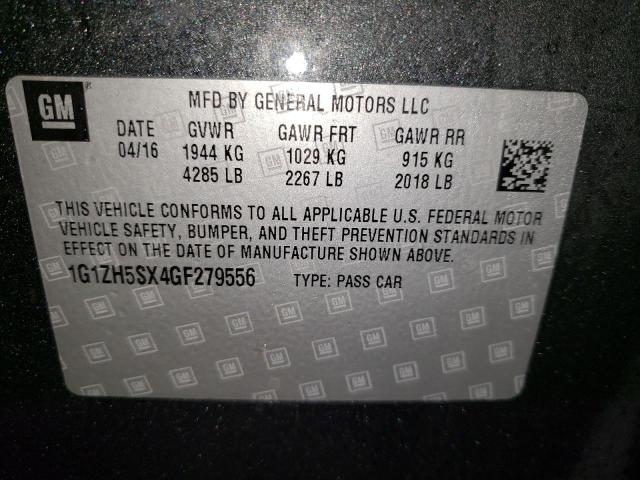 GM
MFD BY GENERAL MOTORS LLC
DATE GVWR GAWR FRT GAWR RR
04/16 1944 KG 1029 KG 915 KG
4285 LB 2267 LB 2018 LB
THIS VEHICLE CONFORMS TO ALL APPLICABLE U.S. FEDERAL MOTOR
VEHICLE SAFETY, BUMPER, AND THEFT PREVENTION STANDARDS IN
EFFECT ON THE DATE OF MANUFACTURE SHOWN ABOVE.
1G1ZH5SX4GF279556 TYPE: PASS CAR